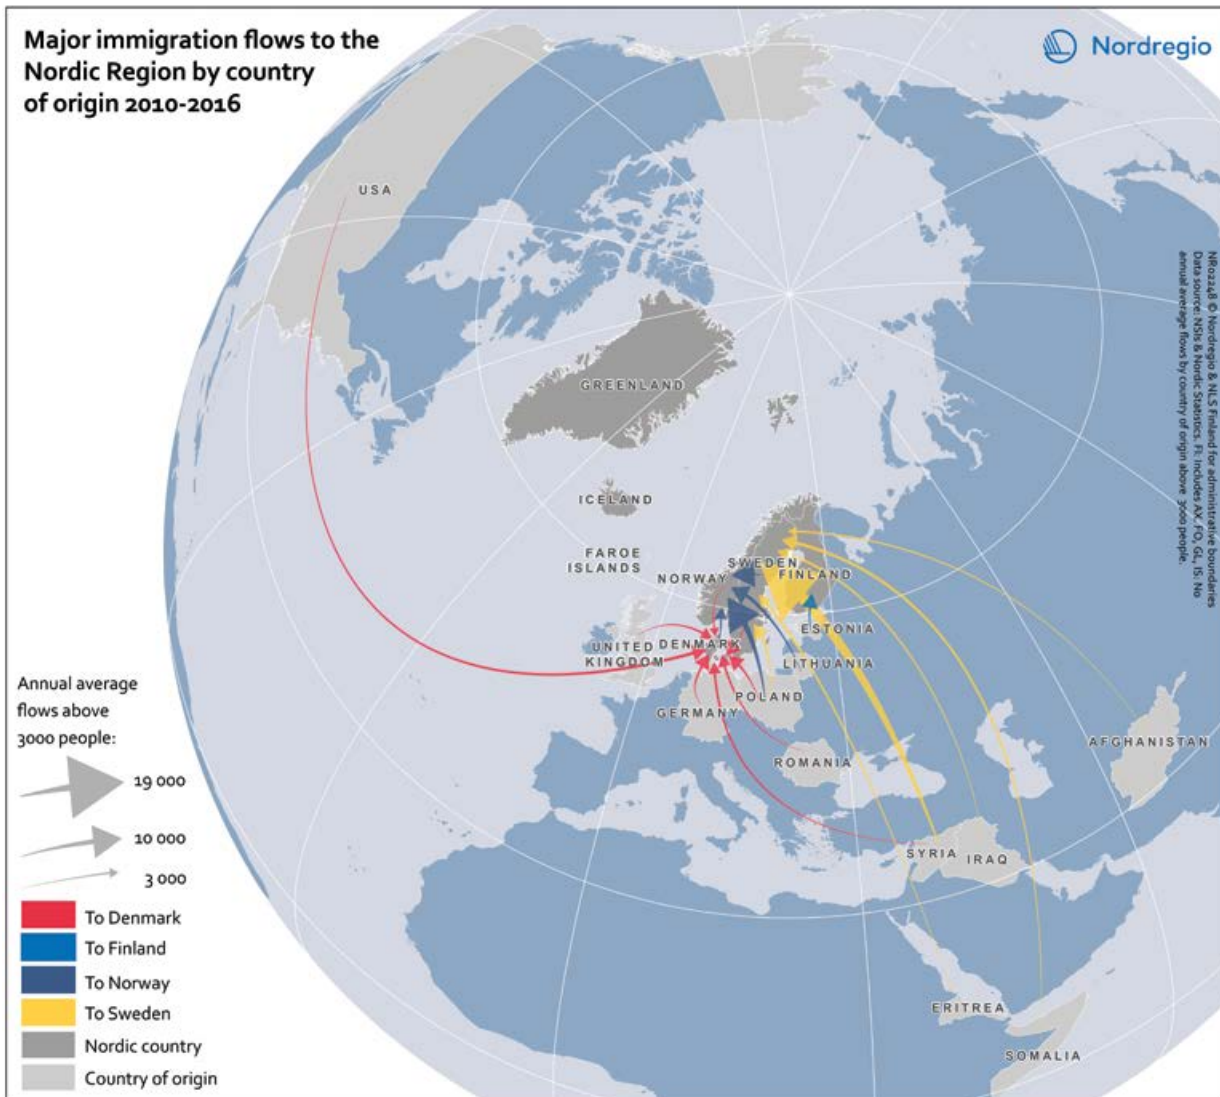 Major immigration flows to the
Nordic Region by country
of origin 2010-2016
Nordregio
USA
GREENLAND
ICELAND
FAROE
ISLANDS
SWEDEN
NORWAY
FINLAND
ESTONIA
UNITED
KINGDOM
DENMARK
LITHUANIA
POLAND
GERMANY
ROMANIA
AFGHANISTAN
SYRIA
IRAQ
ERITREA
SOMALIA
NR02248 © Nordregio & NLS Finland for administrative boundaries
Data source: NSIs & Nordic Statistics. FI: Includes AX. FO, GL, IS: No
annual average flows by country of origin above 3000 people.
Annual average
flows above
3000 people:
19 000
10 000
3 000
To Denmark
To Finland
To Norway
To Sweden
Nordic country
Country of origin